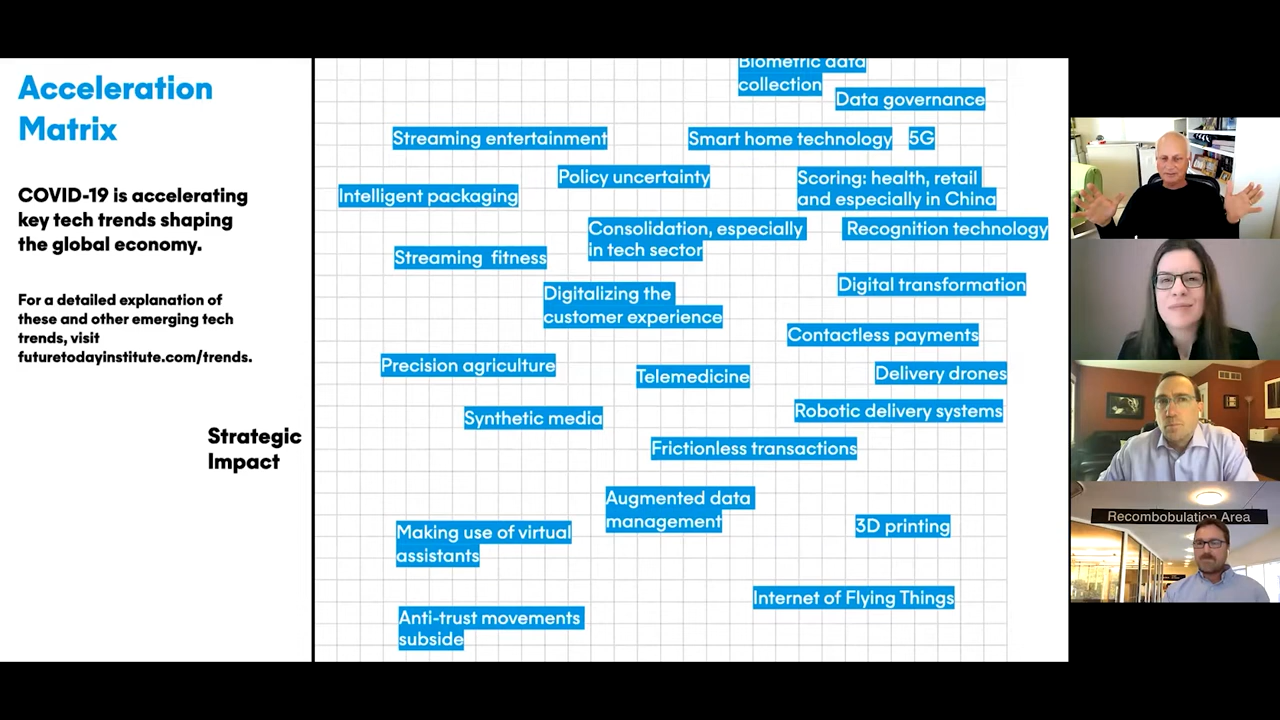 Acceleration
Matrix
COVID-19 is accelerating
key tech trends shaping
the global economy.
For a detailed explanation of
these and other emerging tech
trends, visit
futuretodayinstitute.com/trends.
Strategic
Impact
Biometric data
collection
Data governance
Streaming entertainment
Smart home technology
5G
Policy uncertainty
Scoring: health, retail
and especially in China
Intelligent packaging
Consolidation, especially
in tech sector
Recognition technology
Streaming fitness
Digital transformation
Digitalizing the
customer experience
Contactless payments
Precision agriculture
Telemedicine
Delivery drones
Synthetic media
Robotic delivery systems
Frictionless transactions
Augmented data
management
Making use of virtual
assistants
3D printing
Internet of Flying Things
Anti-trust movements
subside
Recombobulation Area